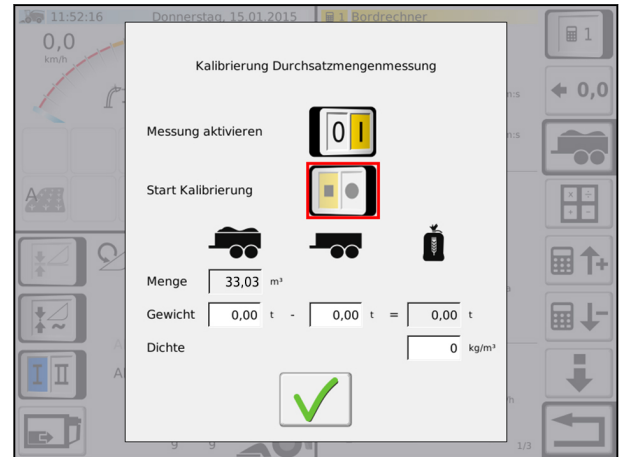 11:52:16 Donnerstag, 15.01.2015 1 Bordrechner
1
0,0
km/h
Kalibrierung Durchsatzmengenmessung
0,0
Messung aktivieren 0 I
Start Kalibrierung
A
Menge 33,03 m³
Gewicht 0,00 t - 0,00 t = 0,00 t
Dichte 0 kg/m³
I II
1/3